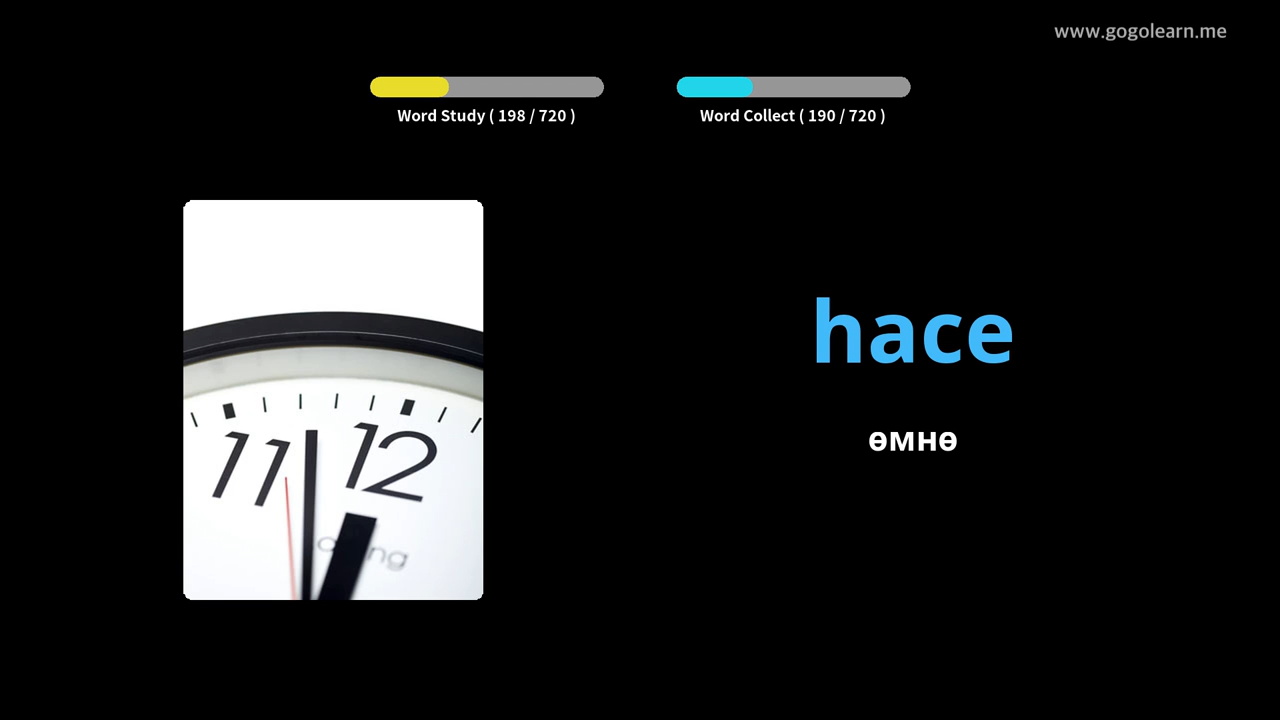 www.gogolearn.me
Word Study ( 198 / 720 )
Word Collect ( 190 / 720 )
11
12
hace
өмнө